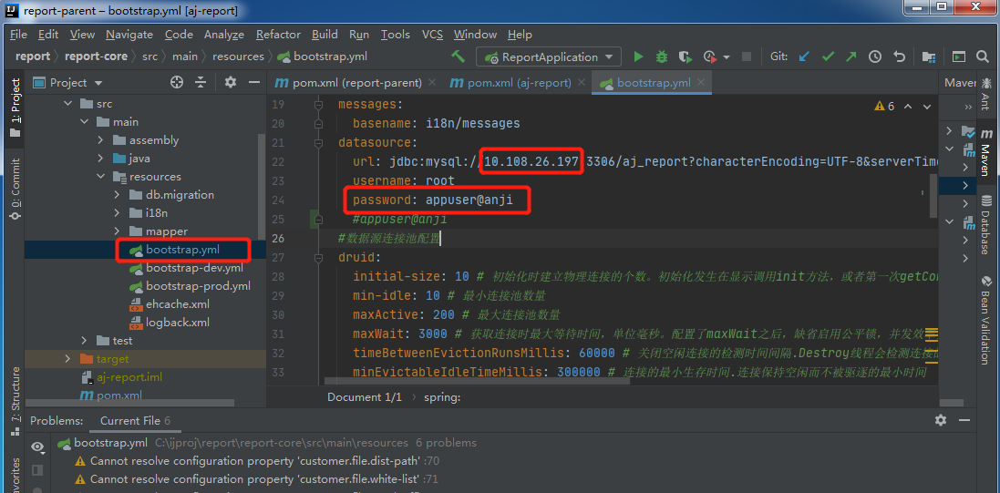 report-parent – bootstrap.yml [aj-report]
File Edit View Navigate Code Analyze Refactor Build Run Tools VCS Window Help
report report-core src main resources bootstrap.yml ReportApplication Git:
1: Project
0: Commit
7: Structure
Favorites
Project
src
main
assembly
java
resources
db.migration
i18n
mapper
bootstrap.yml
bootstrap-dev.yml
bootstrap-prod.yml
ehcache.xml
logback.xml
test
target
aj-report.iml
pom.xml
pom.xml (report-parent) pom.xml (aj-report) bootstrap.yml
6
19 messages:
20 basename: i18n/messages
21 datasource:
22 url: jdbc:mysql://10.108.26.197 3306/aj_report?characterEncoding=UTF-8&serverTim
23 username: root
24 password: appuser@anji
25 #appuser@anji
26 #数据源连接池配置
27 druid:
28 initial-size: 10 # 初始化时建立物理连接的个数。初始化发生在显示调用init方法，或者第一次getCo
29 min-idle: 10 # 最小连接池数量
30 maxActive: 200 # 最大连接池数量
31 maxWait: 3000 # 获取连接时最大等待时间，单位毫秒。配置了maxWait之后，缺省启用公平锁，并发效
32 timeBetweenEvictionRunsMillis: 60000 # 关闭空闲连接的检测时间间隔.Destroy线程会检测连接的
33 minEvictableIdleTimeMillis: 300000 # 连接的最小生存时间.连接保持空闲而不被驱逐的最小时间
Document 1/1 spring:
Maver
Ant
Maven
Database
Bean Validation
Problems: Current File 6
bootstrap.yml C:\ijproj\report\report-core\src\main\resources 6 problems
Cannot resolve configuration property 'customer.file.dist-path' :70
Cannot resolve configuration property 'customer.file.white-list' :71